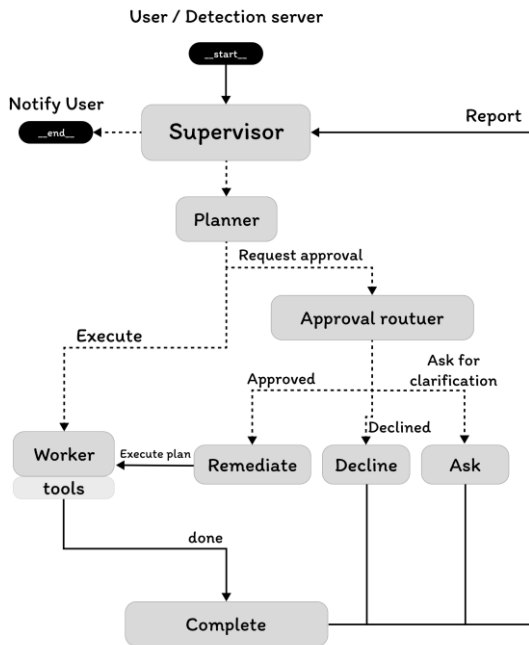 User / Detection server
__start__
Notify User
__end__
Supervisor
Report
Planner
Request approval
Execute
Approval routuer
Ask for
clarification
Approved
Declined
Worker
Execute plan
Remediate
Decline
Ask
tools
done
Complete